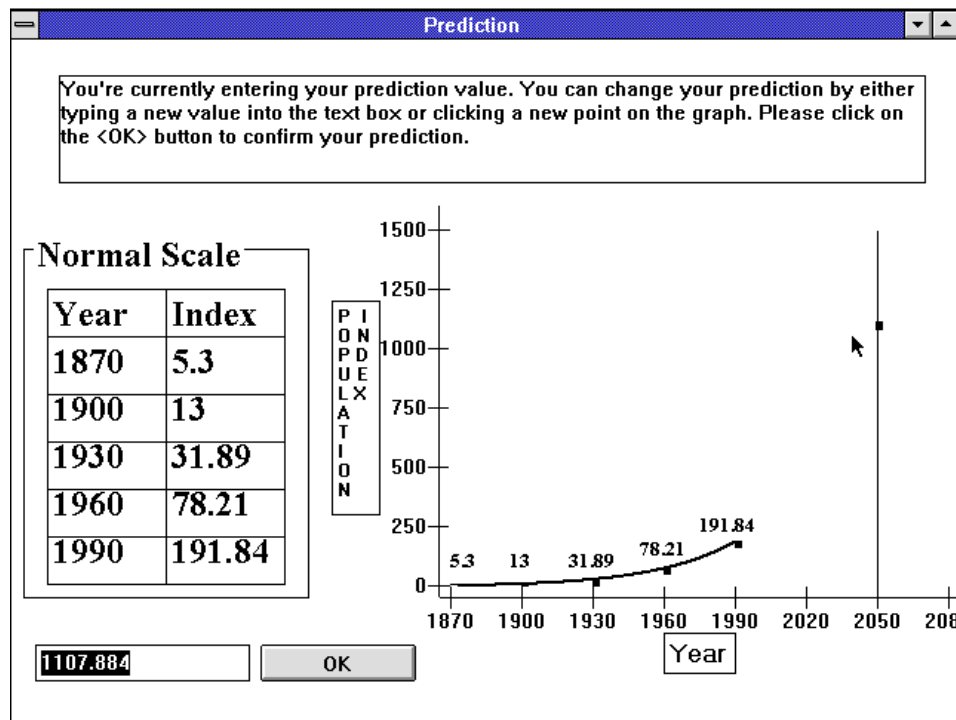 Prediction
You're currently entering your prediction value. You can change your prediction by either
typing a new value into the text box or clicking a new point on the graph. Please click on
the <OK> button to confirm your prediction.
Normal Scale
Year Index
1870 5.3
1900 13
1930 31.89
1960 78.21
1990 191.84
POPULATION
INDEX
1500
1250
1000
750
500
250
0
5.3 13 31.89 78.21 191.84
1870 1900 1930 1960 1990 2020 2050 208
Year
1107.884
OK